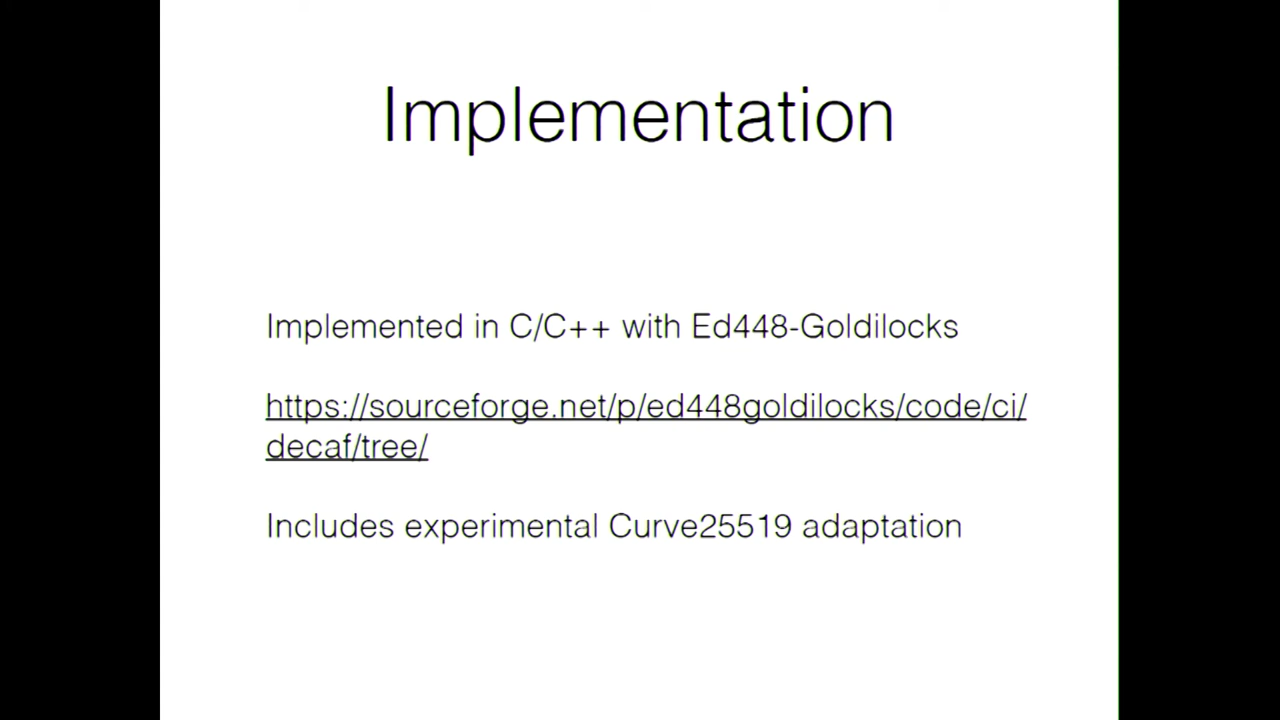 Implementation
Implemented in C/C++ with Ed448-Goldilocks
https://sourceforge.net/p/ed448goldilocks/code/ci/
decaf/tree/
Includes experimental Curve25519 adaptation